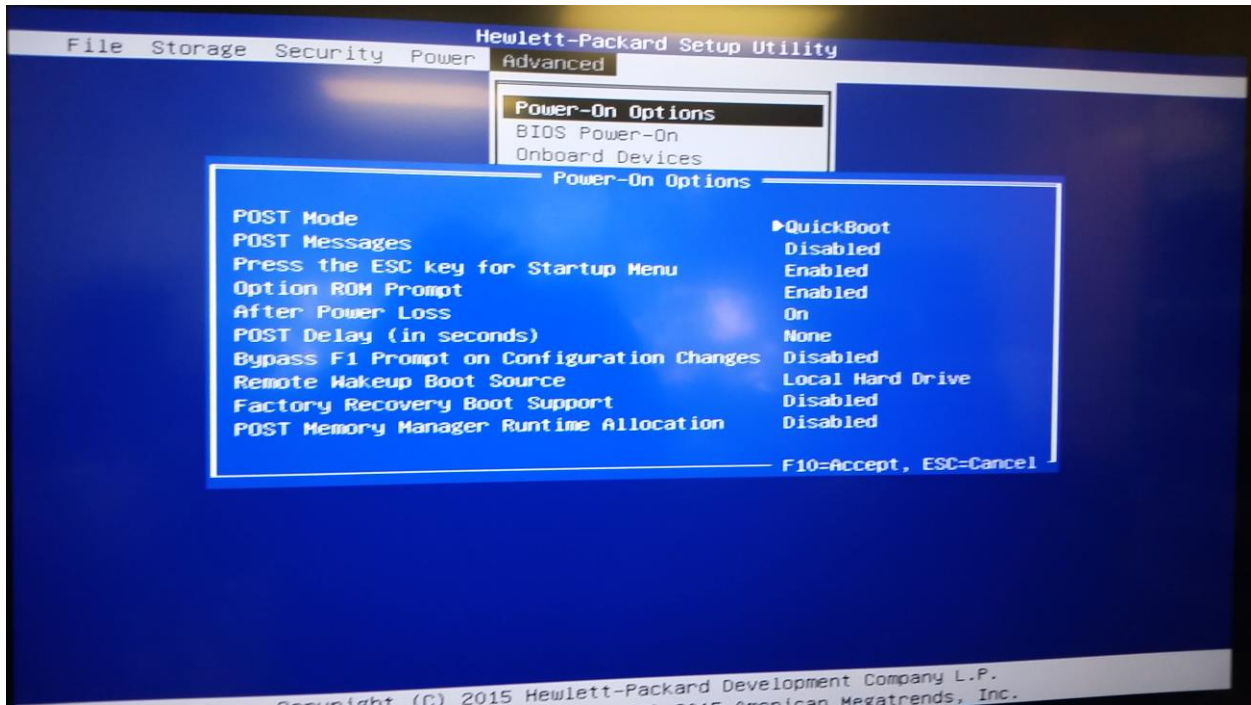 Hewlett-Packard Setup Utility
File Storage Security Power Advanced
Power-On Options
BIOS Power-On
Onboard Devices
Power-On Options
POST Mode QuickBoot
POST Messages Disabled
Press the ESC key for Startup Menu Enabled
Option ROM Prompt Enabled
After Power Loss On
POST Delay (in seconds) None
Bypass F1 Prompt on Configuration Changes Disabled
Remote Wakeup Boot Source Local Hard Drive
Factory Recovery Boot Support Disabled
POST Memory Manager Runtime Allocation Disabled
F10=Accept, ESC=Cancel
Copyright (C) 2015 Hewlett-Packard Development Company L.P.
American Megatrends, Inc.